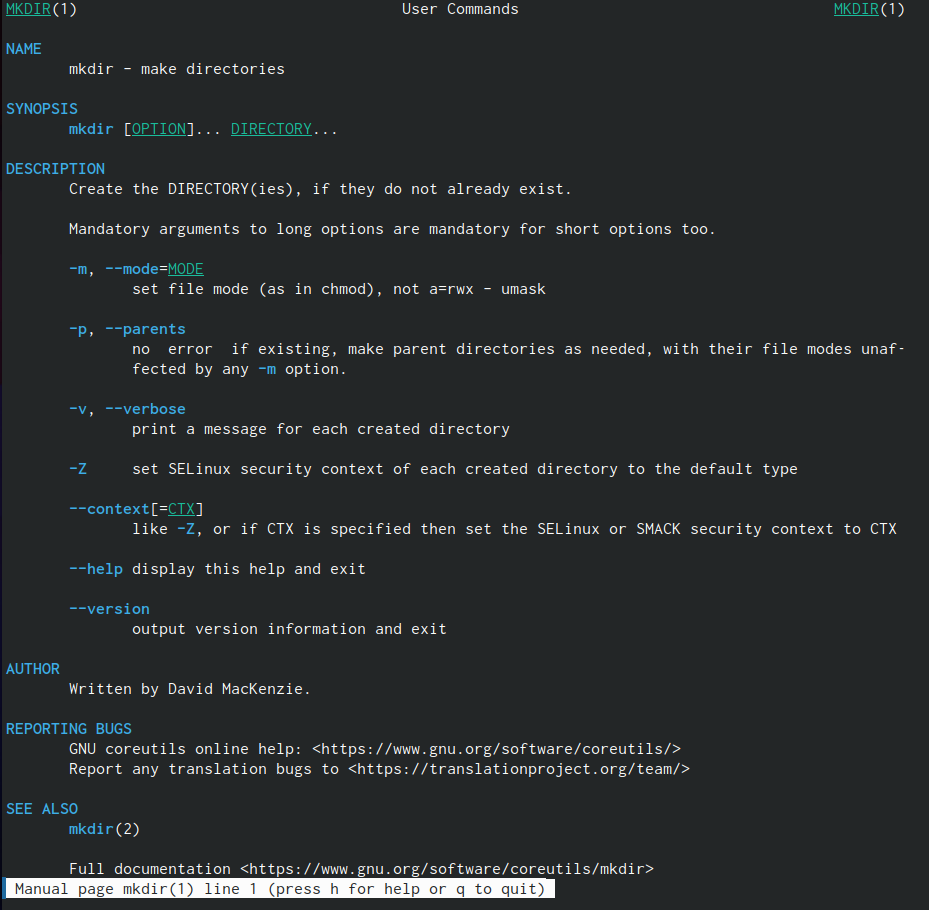 MKDIR(1) User Commands MKDIR(1)
NAME
mkdir - make directories
SYNOPSIS
mkdir [OPTION]... DIRECTORY...
DESCRIPTION
Create the DIRECTORY(ies), if they do not already exist.
Mandatory arguments to long options are mandatory for short options too.
-m, --mode=MODE
set file mode (as in chmod), not a=rwx - umask
-p, --parents
no error if existing, make parent directories as needed, with their file modes unaf-
fected by any -m option.
-v, --verbose
print a message for each created directory
-Z set SELinux security context of each created directory to the default type
--context[=CTX]
like -Z, or if CTX is specified then set the SELinux or SMACK security context to CTX
--help display this help and exit
--version
output version information and exit
AUTHOR
Written by David MacKenzie.
REPORTING BUGS
GNU coreutils online help: <https://www.gnu.org/software/coreutils/>
Report any translation bugs to <https://translationproject.org/team/>
SEE ALSO
mkdir(2)
Full documentation <https://www.gnu.org/software/coreutils/mkdir>
Manual page mkdir(1) line 1 (press h for help or q to quit)